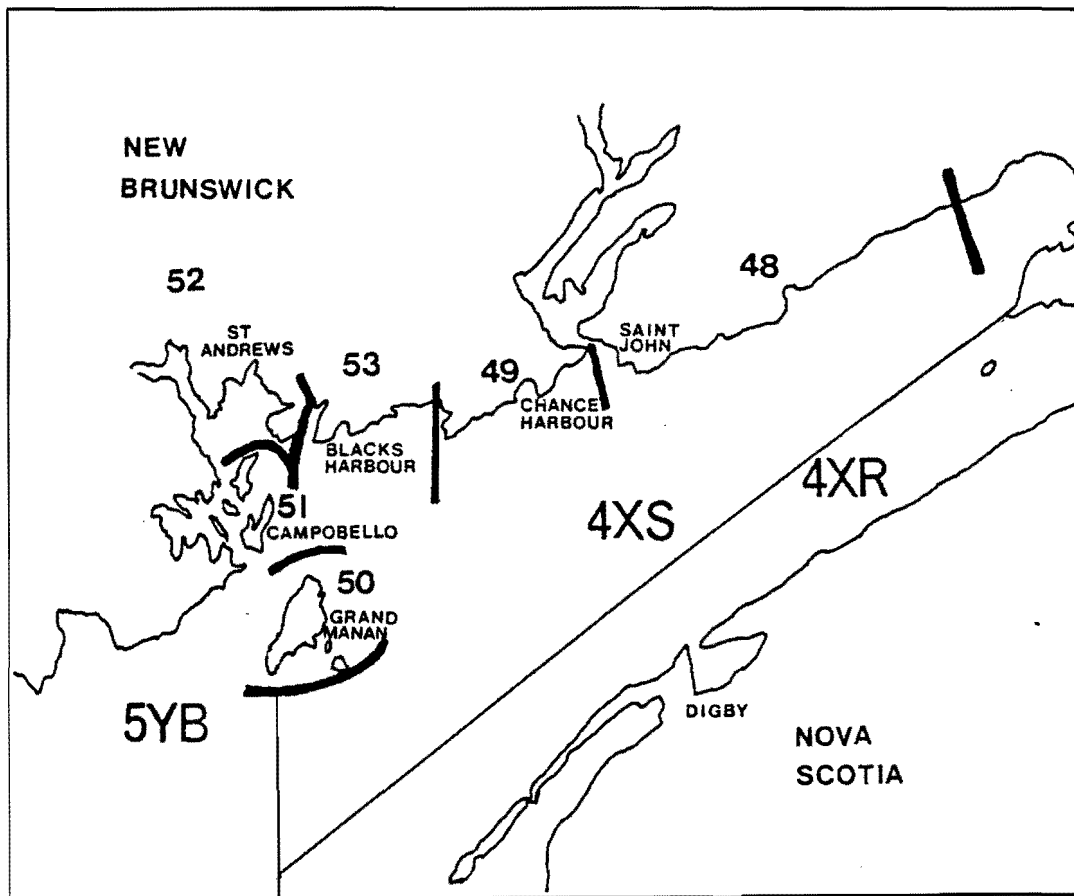 NEW
BRUNSWICK
52
ST
ANDREWS
53
49
48
SAINT
JOHN
CHANCE
HARBOUR
BLACKS
HARBOUR
51
CAMPOBELLO
50
GRAND
MANAN
4XS
4XR
5YB
DIGBY
NOVA
SCOTIA